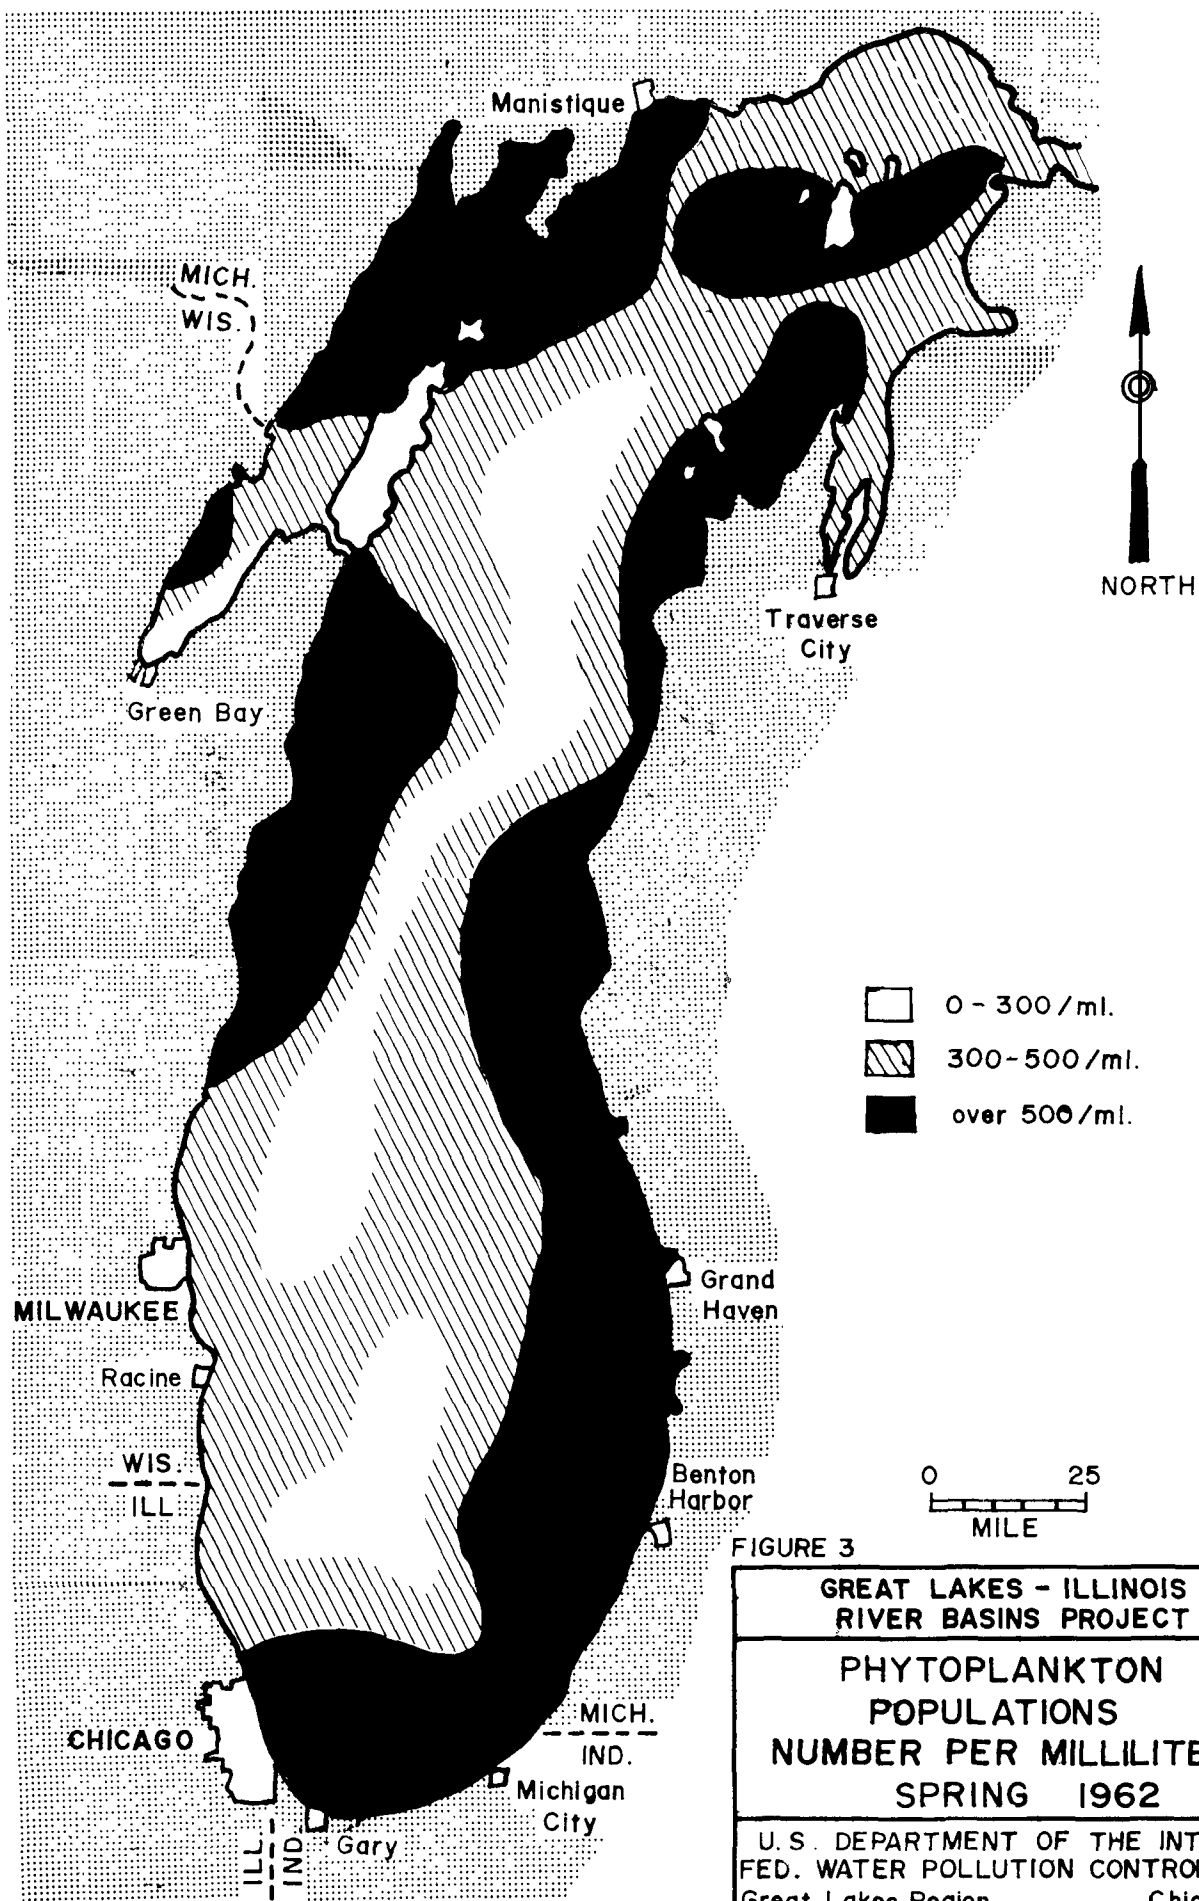 Manistique
MICH.
WIS.
NORTH
Traverse
City
Green Bay
0-300/ml.
300-500/ml.
over 500/ml.
Grand
Haven
MILWAUKEE
Racine
WIS.
ILL
Benton
Harbor
0 25
MILE
FIGURE 3
GREAT LAKES - ILLINOIS
RIVER BASINS PROJECT
PHYTOPLANKTON
POPULATIONS
NUMBER PER MILLILITE
SPRING 1962
U.S. DEPARTMENT OF THE INT
FED. WATER POLLUTION CONTRO
Great Lakes Region Chic
CHICAGO
MICH.
IND.
Michigan
City
Gary
ILL.
IND.